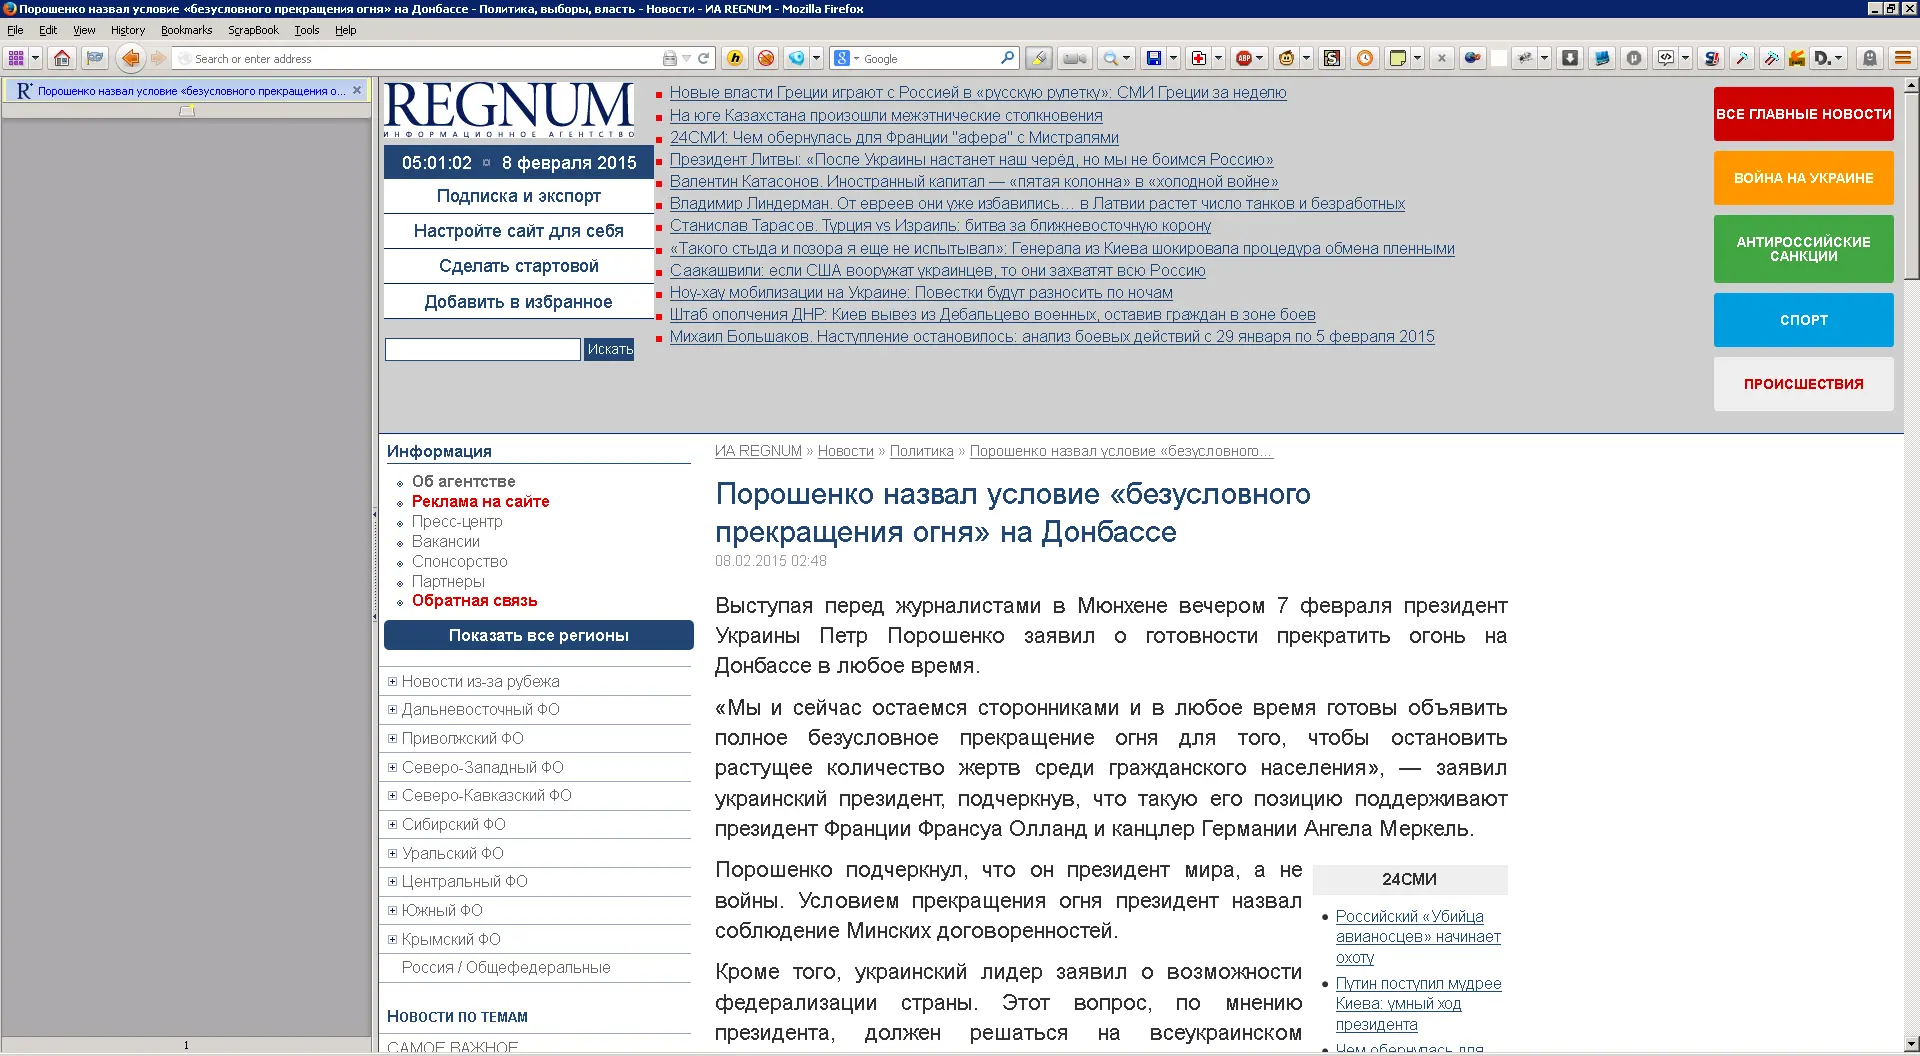 Порошенко назвал условие «безусловного прекращения огня» на Донбассе - Политика, выборы, власть - Новости - ИА REGNUM - Mozilla Firefox
File Edit View History Bookmarks ScrapBook Tools Help
Search or enter address
Google
Порошенко назвал условие «безусловного прекращения о...
REGNUM
ИНФОРМАЦИОННОЕ АГЕНТСТВО
05:01:02 ¤ 8 февраля 2015
Подписка и экспорт
Настройте сайт для себя
Сделать стартовой
Добавить в избранное
Искать
Новые власти Греции играют с Россией в «русскую рулетку»: СМИ Греции за неделю
На юге Казахстана произошли межэтнические столкновения
24СМИ: Чем обернулась для Франции "афера" с Мистралями
Президент Литвы: «После Украины настанет наш черёд, но мы не боимся Россию»
Валентин Катасонов. Иностранный капитал — «пятая колонна» в «холодной войне»
Владимир Линдерман. От евреев они уже избавились... в Латвии растет число танков и безработных
Станислав Тарасов. Турция vs Израиль: битва за ближневосточную корону
«Такого стыда и позора я еще не испытывал»: Генерала из Киева шокировала процедура обмена пленными
Саакашвили: если США вооружат украинцев, то они захватят всю Россию
Ноу-хау мобилизации на Украине: Повестки будут разносить по ночам
Штаб ополчения ДНР: Киев вывез из Дебальцево военных, оставив граждан в зоне боев
Михаил Большаков. Наступление остановилось: анализ боевых действий с 29 января по 5 февраля 2015
ВСЕ ГЛАВНЫЕ НОВОСТИ
ВОЙНА НА УКРАИНЕ
АНТИРОССИЙСКИЕ
САНКЦИИ
СПОРТ
ПРОИСШЕСТВИЯ
Информация
Об агентстве
Реклама на сайте
Пресс-центр
Вакансии
Спонсорство
Партнеры
Обратная связь
Показать все регионы
Новости из-за рубежа
Дальневосточный ФО
Приволжский ФО
Северо-Западный ФО
Северо-Кавказский ФО
Сибирский ФО
Уральский ФО
Центральный ФО
Южный ФО
Крымский ФО
Россия / Общефедеральные
Новости по темам
САМОЕ ВАЖНОЕ
ИА REGNUM » Новости » Политика » Порошенко назвал условие «безусловного...
Порошенко назвал условие «безусловного
прекращения огня» на Донбассе
08.02.2015 02:48
Выступая перед журналистами в Мюнхене вечером 7 февраля президент
Украины Петр Порошенко заявил о готовности прекратить огонь на
Донбассе в любое время.
«Мы и сейчас остаемся сторонниками и в любое время готовы объявить
полное безусловное прекращение огня для того, чтобы остановить
растущее количество жертв среди гражданского населения», — заявил
украинский президент, подчеркнув, что такую его позицию поддерживают
президент Франции Франсуа Олланд и канцлер Германии Ангела Меркель.
Порошенко подчеркнул, что он президент мира, а не
войны. Условием прекращения огня президент назвал
соблюдение Минских договоренностей.
Кроме того, украинский лидер заявил о возможности
федерализации страны. Этот вопрос, по мнению
президента, должен решаться на всеукраинском
24СМИ
Российский «Убийца
авианосцев» начинает
охоту
Путин поступил мудрее
Киева: умный ход
президента
Чем обернулась для
1